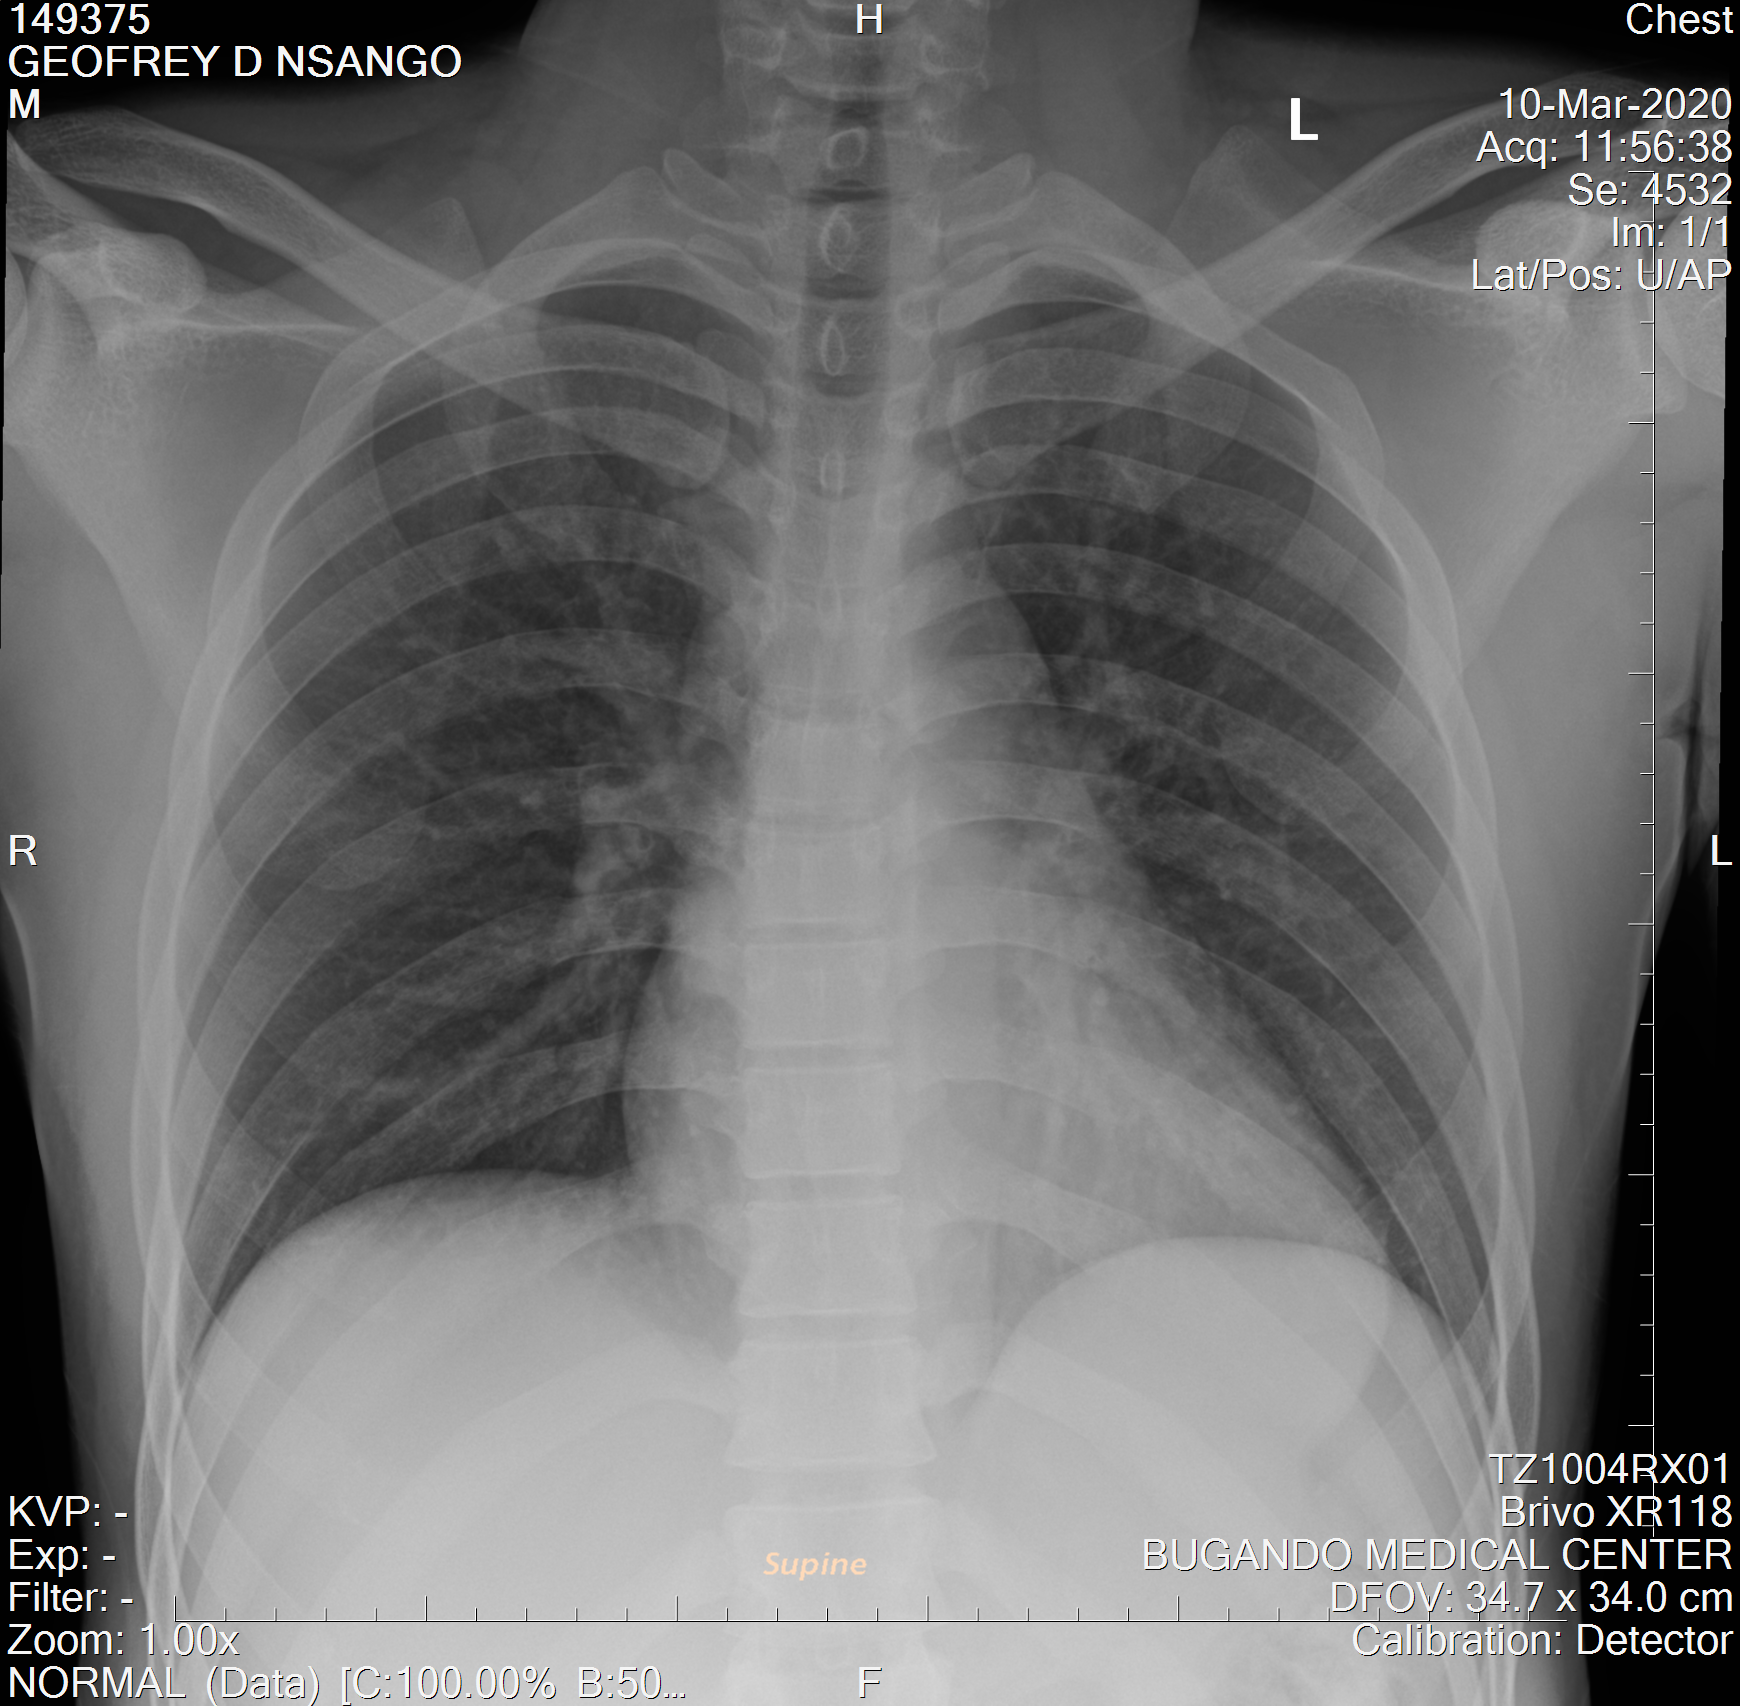 149375
GEOFREY D NSANGO
M
H
L
Chest
10-Mar-2020
Acq: 11:56:38
Se: 4532
Im: 1/1
Lat/Pos: U/AP
R
L
KVP: -
Exp: -
Filter: -
Zoom: 1.00x
NORMAL (Data) [C:100.00% B:50...
Supine
F
TZ1004RX01
Brivo XR118
BUGANDO MEDICAL CENTER
DFOV: 34.7 x 34.0 cm
Calibration: Detector